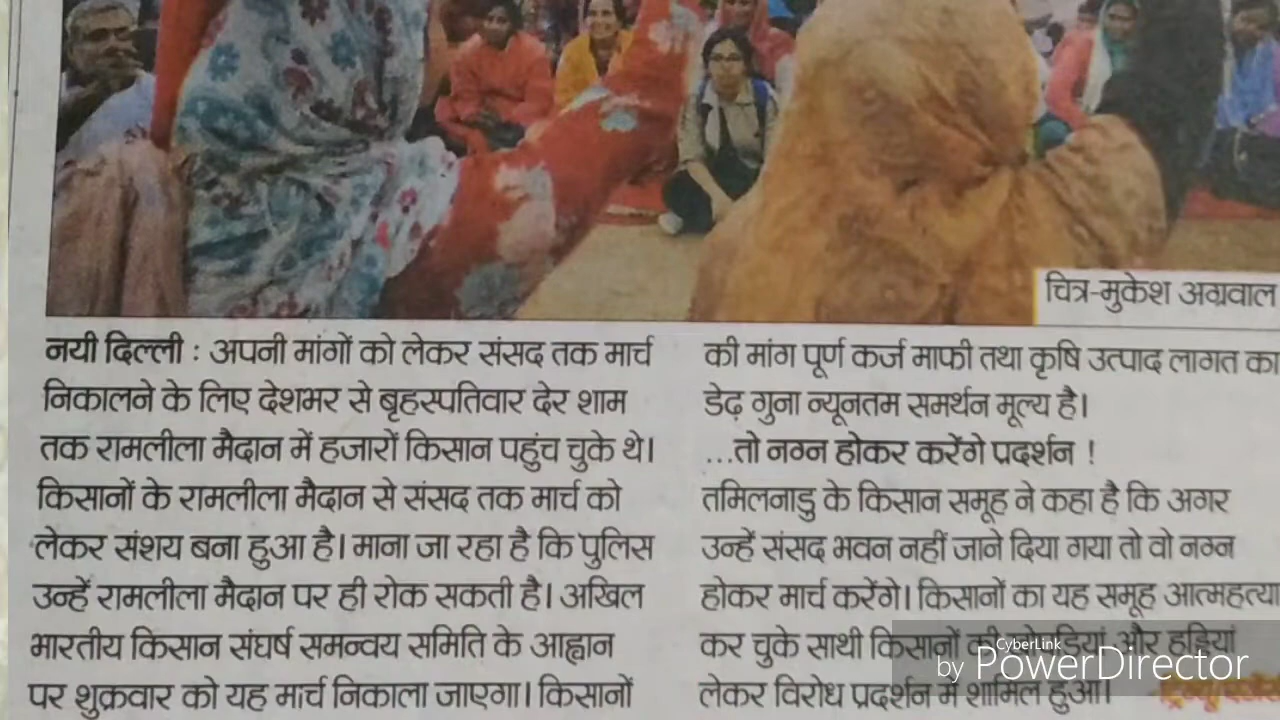 चित्र-मुकेश अग्रवाल
नयी दिल्ली : अपनी मांगों को लेकर संसद तक मार्च
निकालने के लिए देशभर से बृहस्पतिवार देर शाम
तक रामलीला मैदान में हजारों किसान पहुंच चुके थे।
किसानों के रामलीला मैदान से संसद तक मार्च को
लेकर संशय बना हुआ है। माना जा रहा है कि पुलिस
उन्हें रामलीला मैदान पर ही रोक सकती है। अखिल
भारतीय किसान संघर्ष समन्वय समिति के आह्वान
पर शुक्रवार को यह मार्च निकाला जाएगा। किसानों
की मांग पूर्ण कर्ज माफी तथा कृषि उत्पाद लागत का
डेढ़ गुना न्यूनतम समर्थन मूल्य है।
...तो नग्न होकर करेंगे प्रदर्शन !
तमिलनाडु के किसान समूह ने कहा है कि अगर
उन्हें संसद भवन नहीं जाने दिया गया तो वो नग्न
होकर मार्च करेंगे। किसानों का यह समूह आत्महत्या
कर चुके साथी किसानों की खोपड़ियां और हड्डियां
लेकर विरोध प्रदर्शन में शामिल हुआ।
CyberLink
by PowerDirector